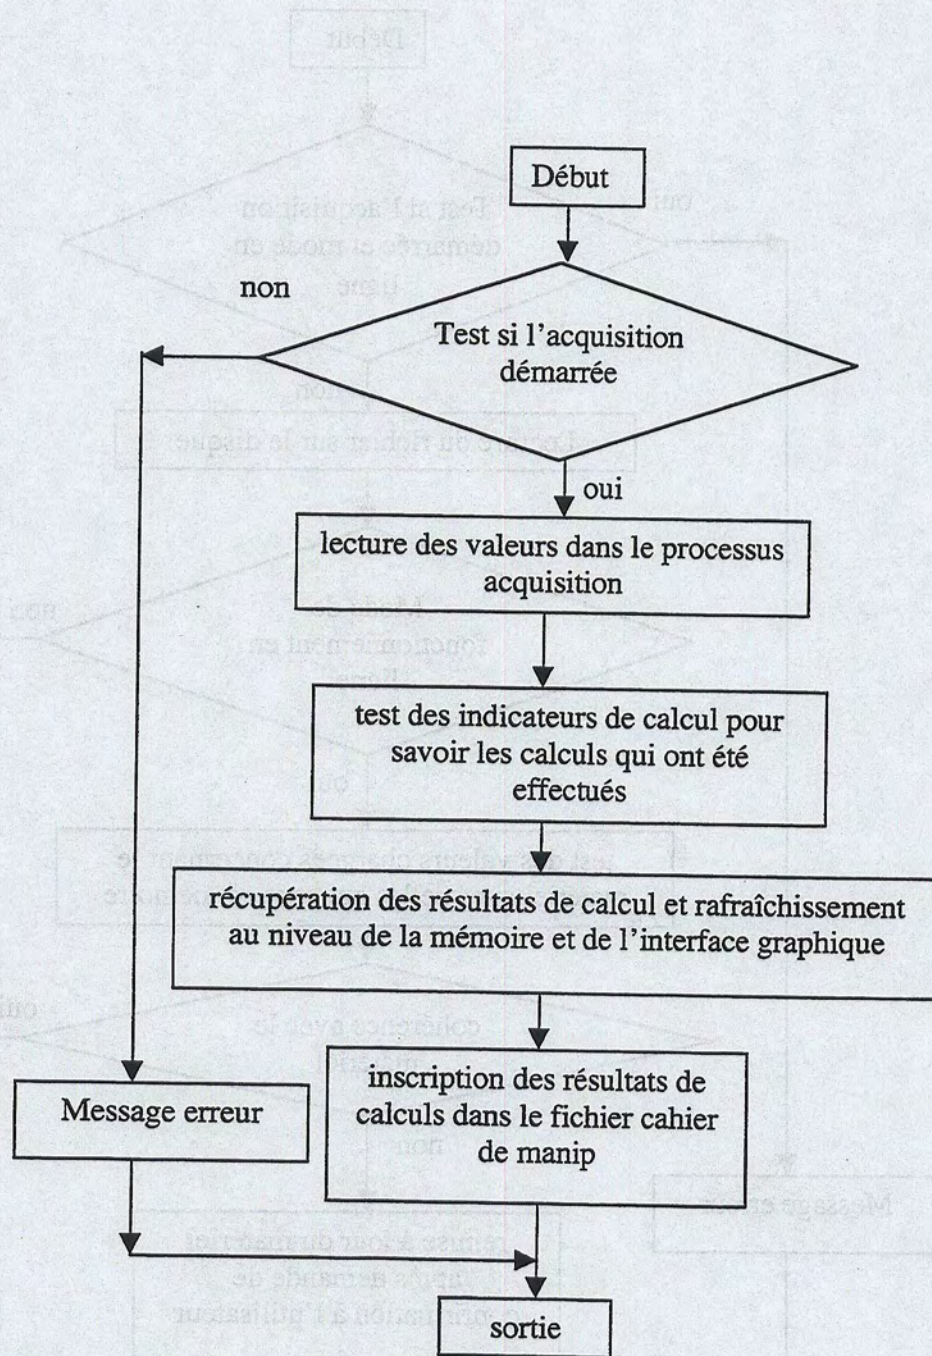 Début
non
Test si l'acquisition
démarrée
oui
lecture des valeurs dans le processus
acquisition
test des indicateurs de calcul pour
savoir les calculs qui ont été
effectués
récupération des résultats de calcul et rafraîchissement
au niveau de la mémoire et de l'interface graphique
inscription des résultats de
calculs dans le fichier cahier
de manip
Message erreur
sortie